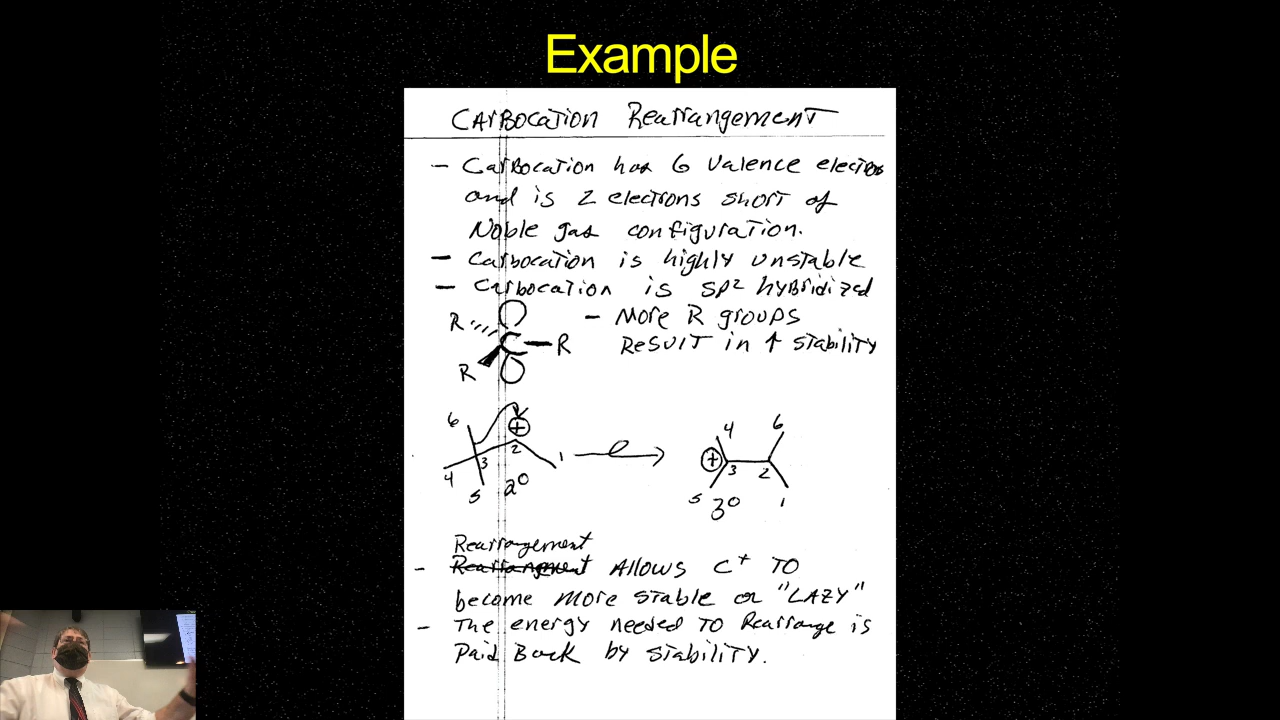 Example
Carbocation Rearrangement
- Carbocation has 6 valence electrons
and is 2 electrons short of
Noble gas configuration.
- Carbocation is highly unstable
- Carbocation is sp² hybridized
R C R R
- More R groups
Result in ↑ stability
6 + 2 1 3 4 5 2°
4 6 + 3 2 5 1 3°
Rearrangement
- Rearrangment Allows C⁺ To
become more stable or "LAZY"
- The energy needed To Rearrange is
Paid Back by stability.